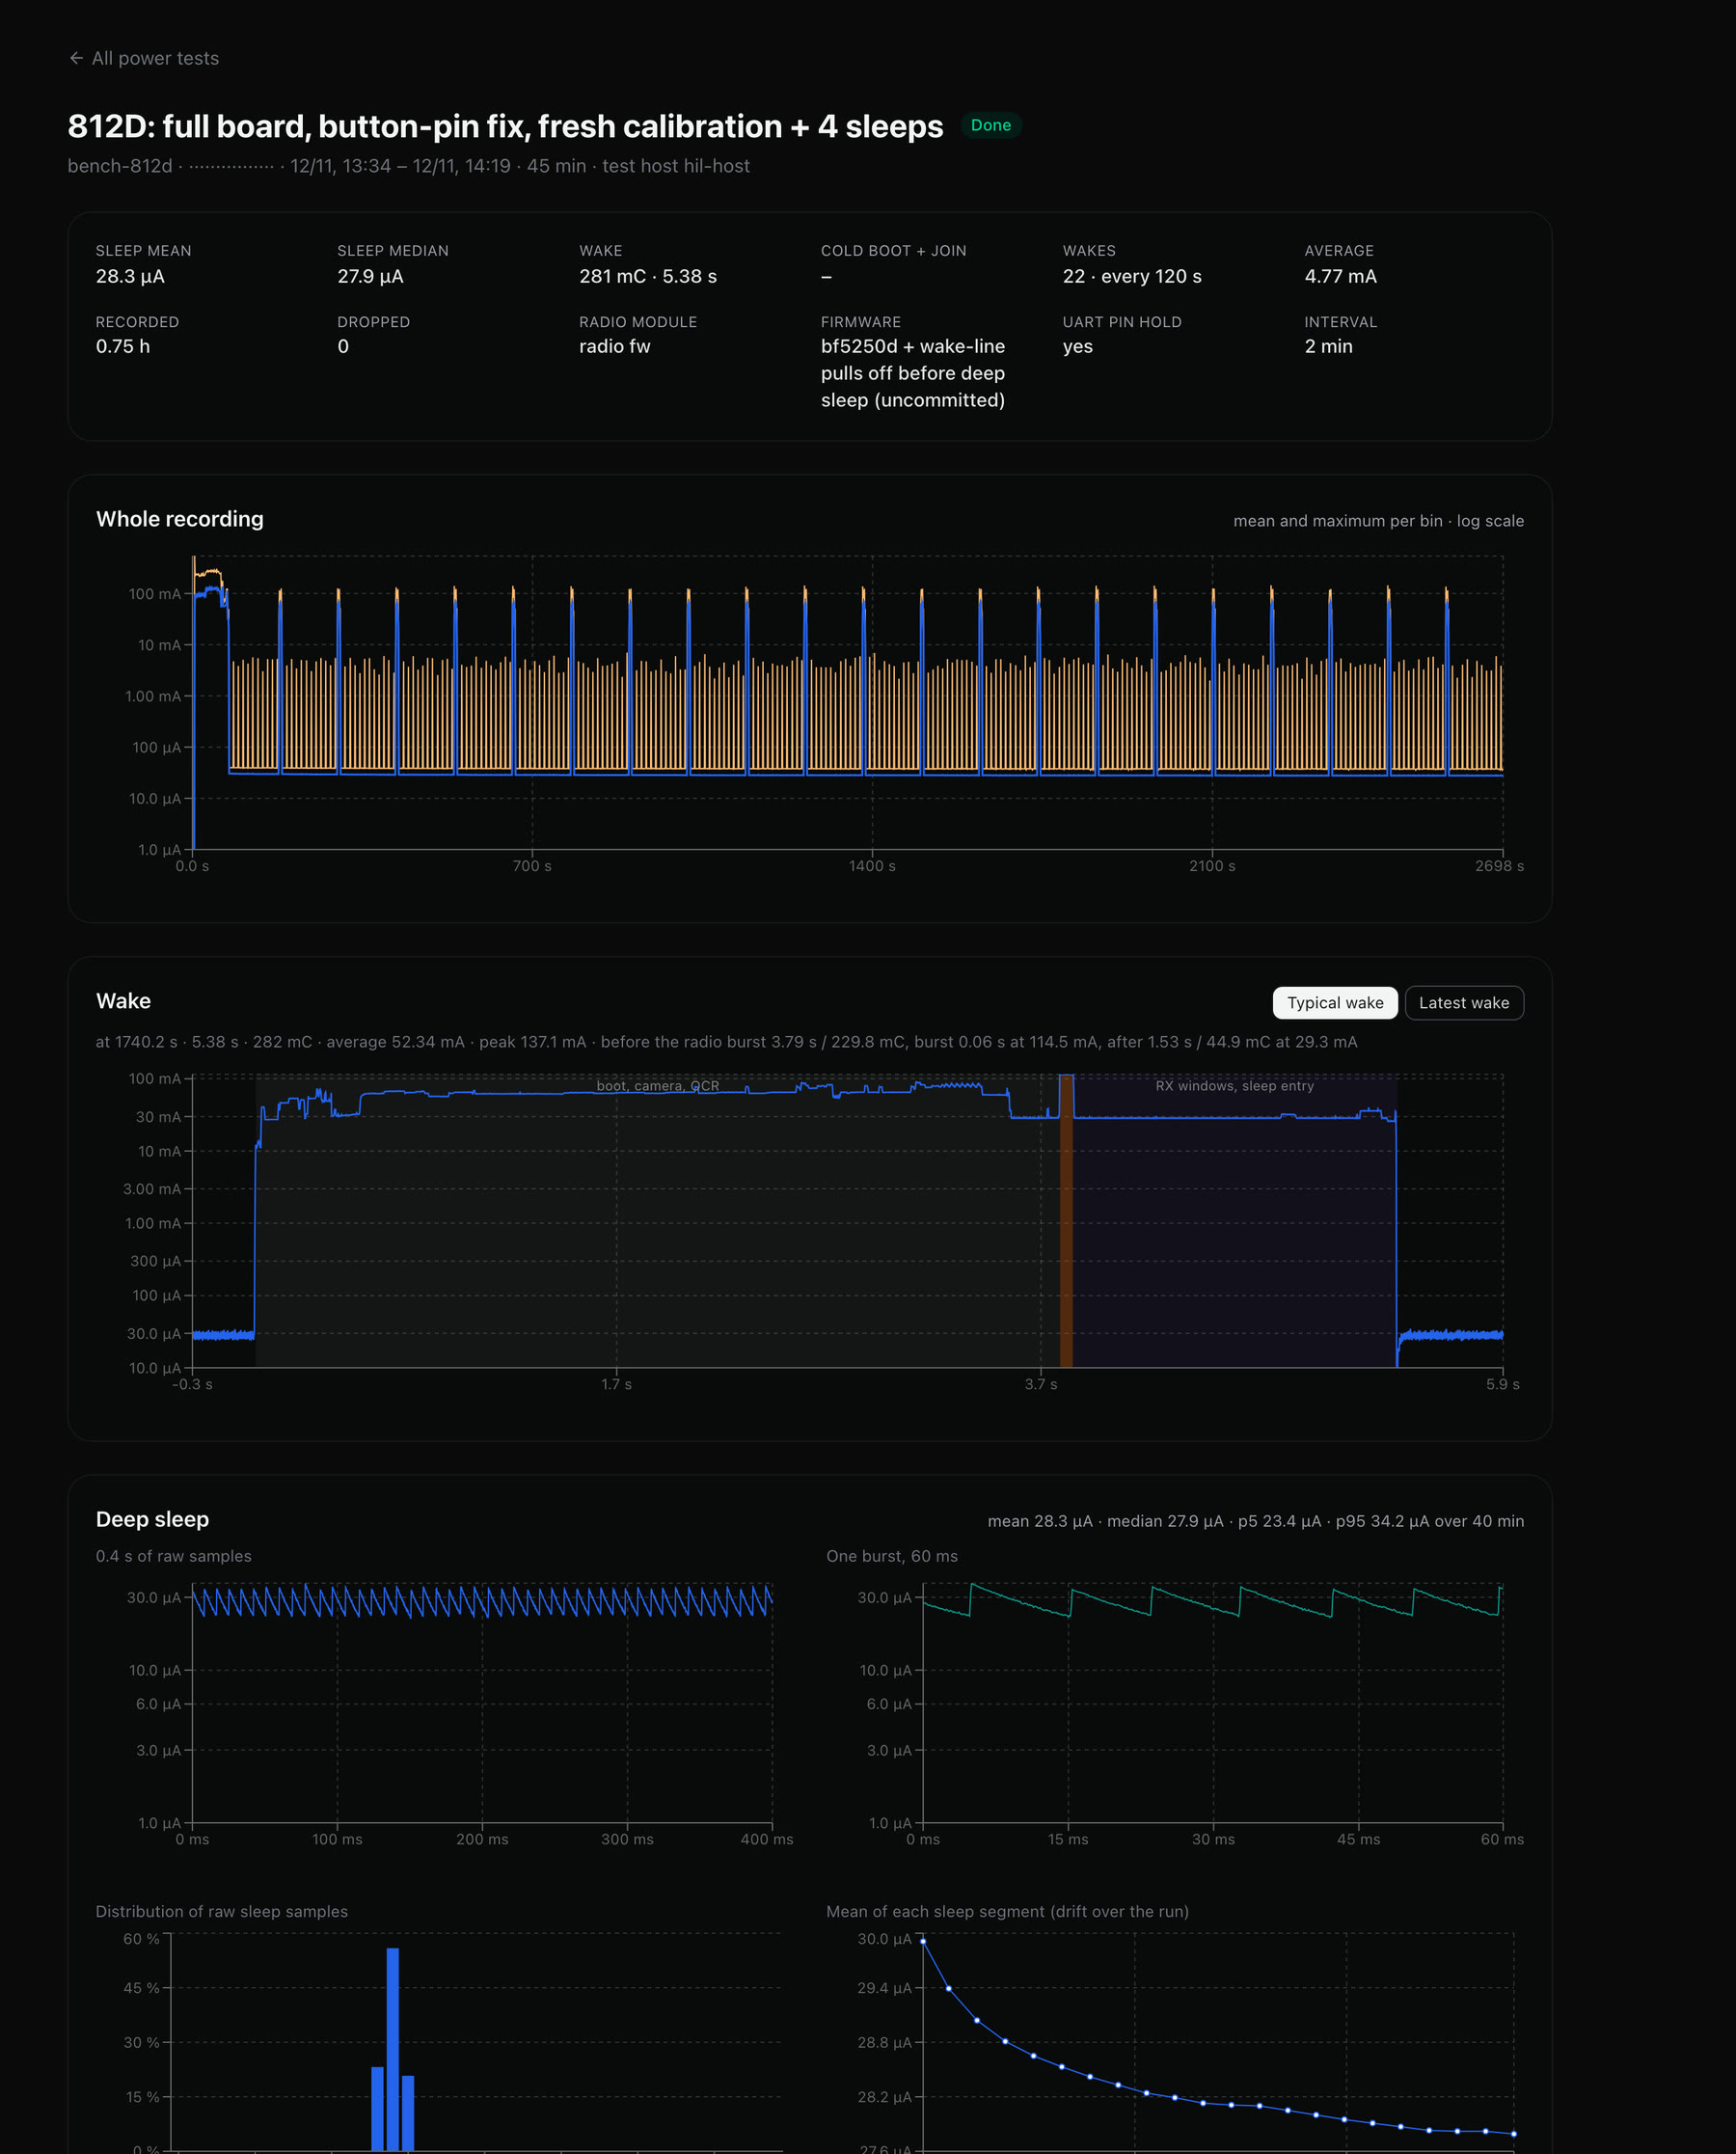 ← All power tests
812D: full board, button-pin fix, fresh calibration + 4 sleeps Done
bench-812d · ················ · 12/11, 13:34 – 12/11, 14:19 · 45 min · test host hil-host
SLEEP MEAN SLEEP MEDIAN WAKE COLD BOOT + JOIN WAKES AVERAGE
28.3 µA 27.9 µA 281 mC · 5.38 s – 22 · every 120 s 4.77 mA
RECORDED DROPPED RADIO MODULE FIRMWARE UART PIN HOLD INTERVAL
0.75 h 0 radio fw bf5250d + wake-line yes 2 min
pulls off before deep
sleep (uncommitted)
Whole recording mean and maximum per bin · log scale
100 mA
10 mA
1.00 mA
100 µA
10.0 µA
1.0 µA
0.0 s 700 s 1400 s 2100 s 2698 s
Wake Typical wake Latest wake
at 1740.2 s · 5.38 s · 282 mC · average 52.34 mA · peak 137.1 mA · before the radio burst 3.79 s / 229.8 mC, burst 0.06 s at 114.5 mA, after 1.53 s / 44.9 mC at 29.3 mA
100 mA boot, camera, OCR RX windows, sleep entry
30 mA
10 mA
3.00 mA
1.00 mA
300 µA
100 µA
30.0 µA
10.0 µA
-0.3 s 1.7 s 3.7 s 5.9 s
Deep sleep mean 28.3 µA · median 27.9 µA · p5 23.4 µA · p95 34.2 µA over 40 min
0.4 s of raw samples One burst, 60 ms
30.0 µA 30.0 µA
10.0 µA 10.0 µA
6.0 µA 6.0 µA
3.0 µA 3.0 µA
1.0 µA 1.0 µA
0 ms 100 ms 200 ms 300 ms 400 ms 0 ms 15 ms 30 ms 45 ms 60 ms
Distribution of raw sleep samples Mean of each sleep segment (drift over the run)
60 % 30.0 µA
45 % 29.4 µA
30 % 28.8 µA
15 % 28.2 µA
0 % 27.6 µA